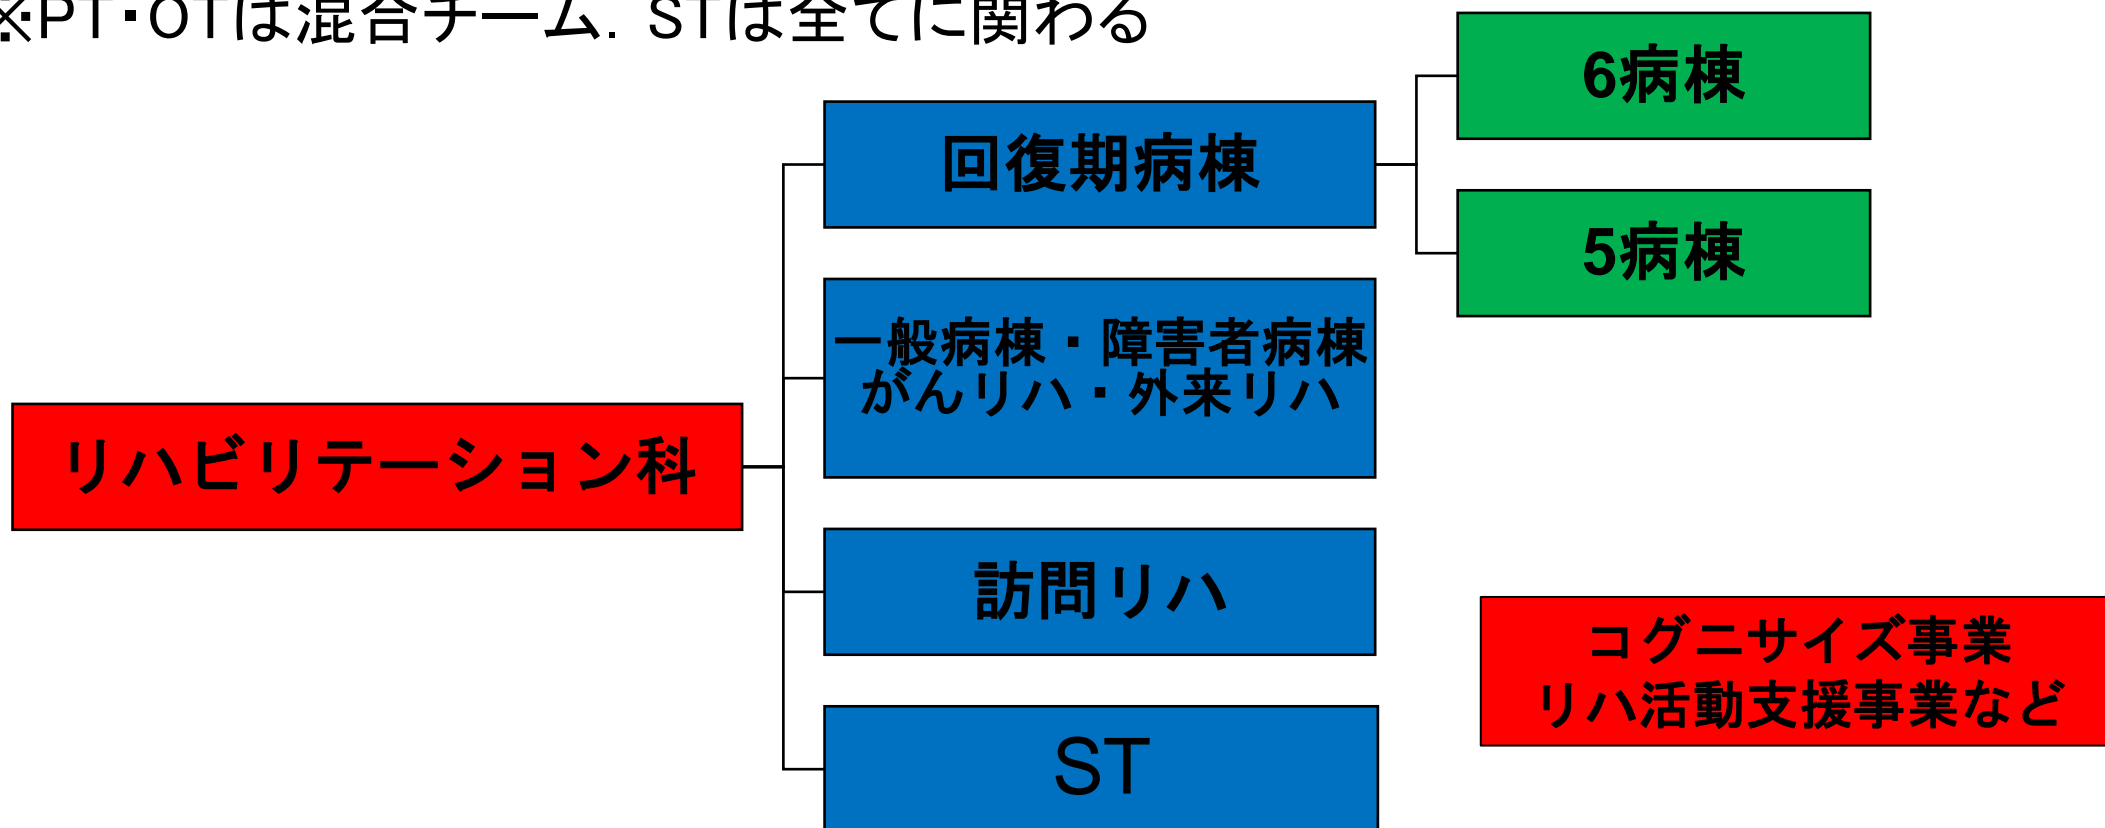 ※PT・OTは混合チーム．STは全てに関わる
6病棟
回復期病棟
5病棟
一般病棟・障害者病棟
がんリハ・外来リハ
リハビリテーション科
訪問リハ
コグニサイズ事業
リハ活動支援事業など
ST